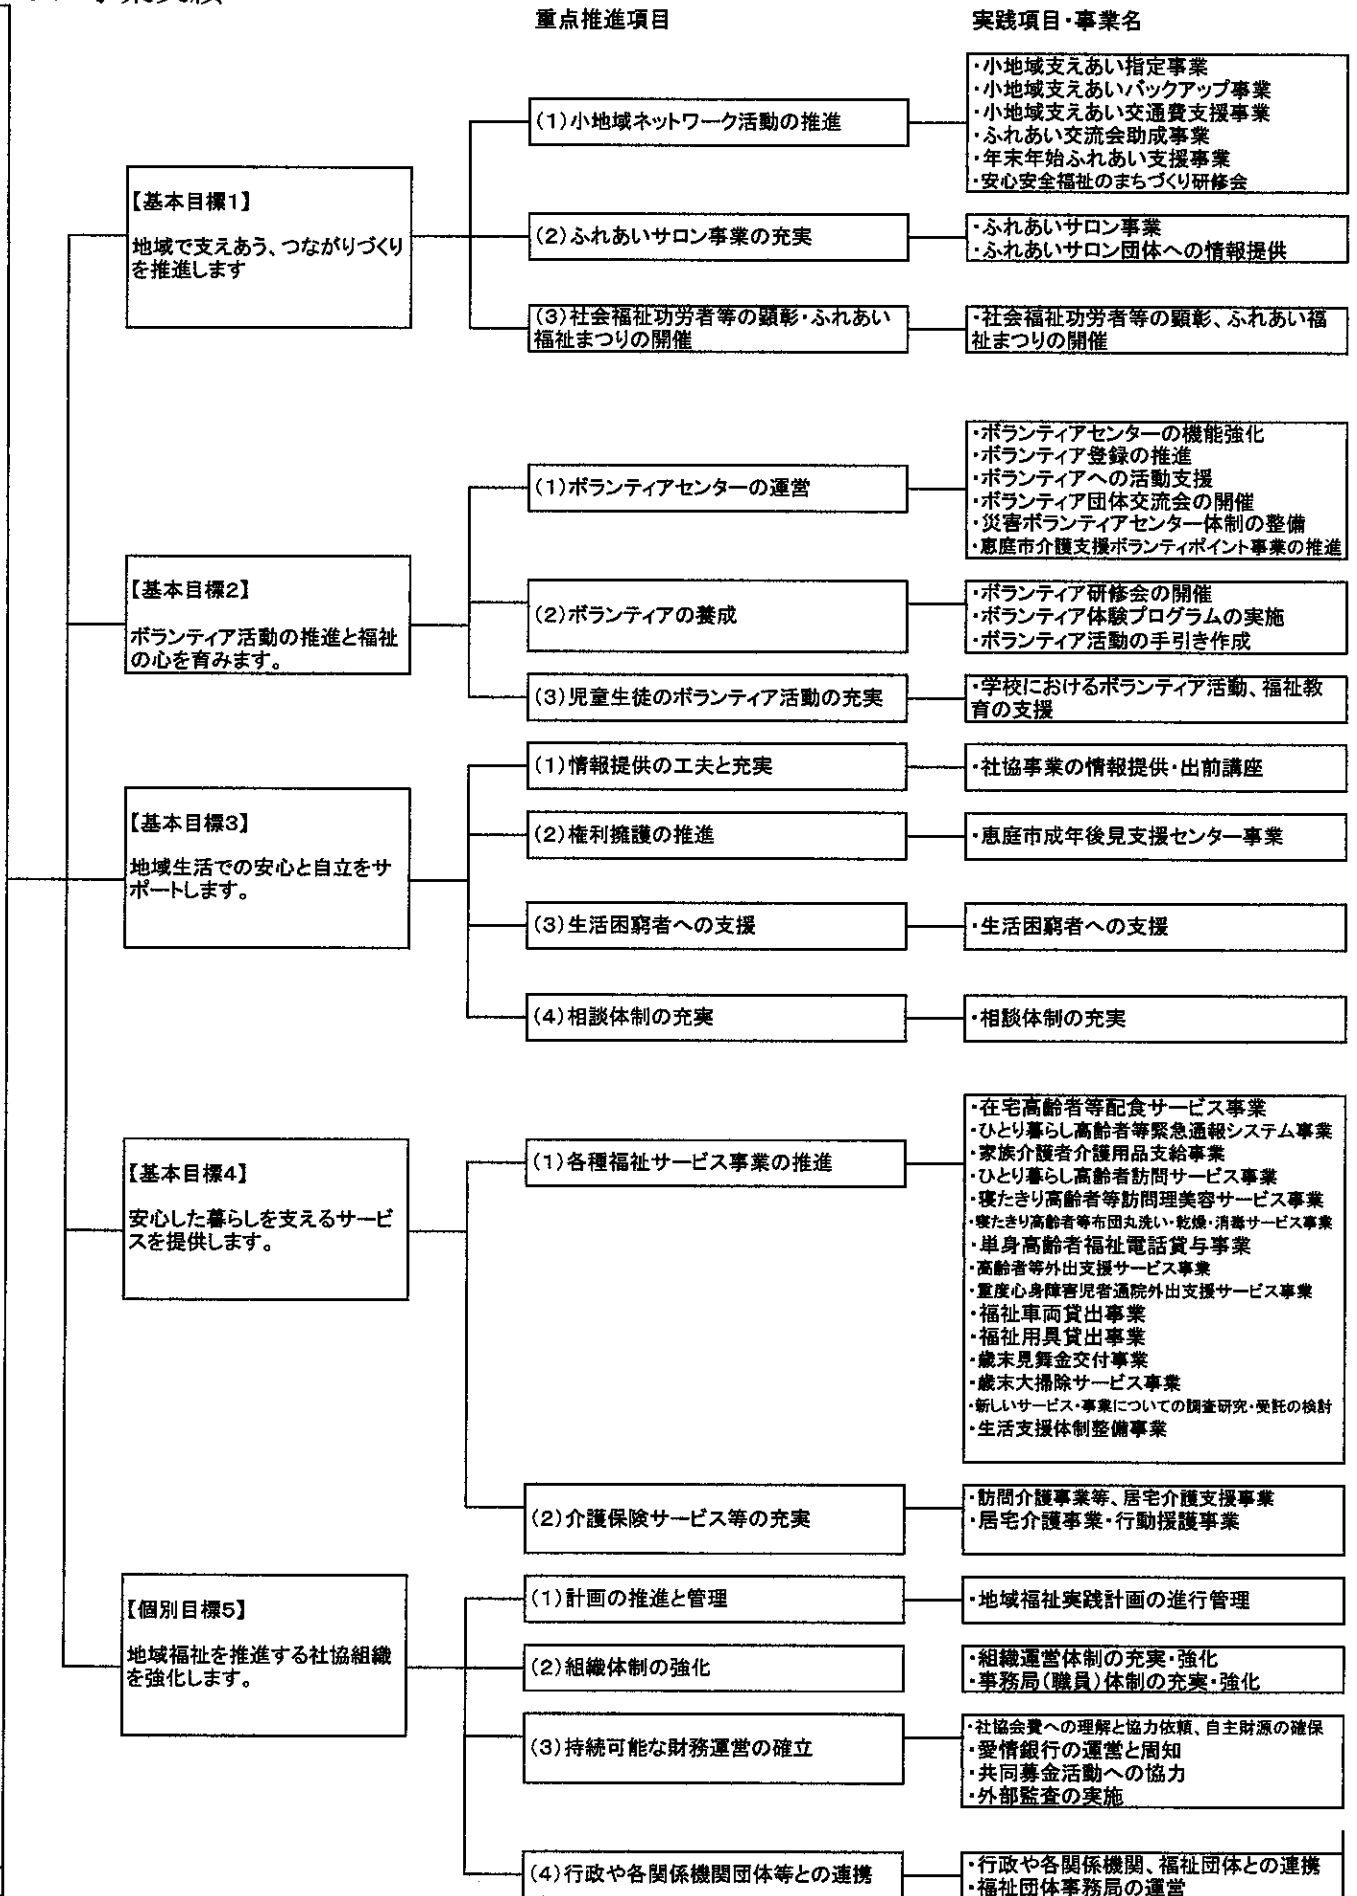 重点推進項目
実践項目・事業名
【基本目標1】
地域で支えあう、つながりづくり
を推進します
(1)小地域ネットワーク活動の推進
・小地域支えあい指定事業
・小地域支えあいバックアップ事業
・小地域支えあい交通費支援事業
・ふれあい交流会助成事業
・年末年始ふれあい支援事業
・安心安全福祉のまちづくり研修会
(2)ふれあいサロン事業の充実
・ふれあいサロン事業
・ふれあいサロン団体への情報提供
(3)社会福祉功労者等の顕彰・ふれあい
福祉まつりの開催
・社会福祉功労者等の顕彰、ふれあい福
祉まつりの開催
【基本目標2】
ボランティア活動の推進と福祉
の心を育みます。
(1)ボランティアセンターの運営
・ボランティアセンターの機能強化
・ボランティア登録の推進
・ボランティアへの活動支援
・ボランティア団体交流会の開催
・災害ボランティアセンター体制の整備
・恵庭市介護支援ボランティポイント事業の推進
(2)ボランティアの養成
・ボランティア研修会の開催
・ボランティア体験プログラムの実施
・ボランティア活動の手引き作成
(3)児童生徒のボランティア活動の充実
・学校におけるボランティア活動、福祉教
育の支援
【基本目標3】
地域生活での安心と自立をサ
ポートします。
(1)情報提供の工夫と充実
・社協事業の情報提供・出前講座
(2)権利擁護の推進
・恵庭市成年後見支援センター事業
(3)生活困窮者への支援
・生活困窮者への支援
(4)相談体制の充実
・相談体制の充実
【基本目標4】
安心した暮らしを支えるサービ
スを提供します。
(1)各種福祉サービス事業の推進
・在宅高齢者等配食サービス事業
・ひとり暮らし高齢者等緊急通報システム事業
・家族介護者介護用品支給事業
・ひとり暮らし高齢者訪問サービス事業
・寝たきり高齢者等訪問理美容サービス事業
・寝たきり高齢者等布団丸洗い・乾燥・消毒サービス事業
・単身高齢者福祉電話貸与事業
・高齢者等外出支援サービス事業
・重度心身障害児者通院外出支援サービス事業
・福祉車両貸出事業
・福祉用具貸出事業
・歳末見舞金交付事業
・歳末大掃除サービス事業
・新しいサービス・事業についての調査研究・受託の検討
・生活支援体制整備事業
(2)介護保険サービス等の充実
・訪問介護事業等、居宅介護支援事業
・居宅介護事業・行動援護事業
【個別目標5】
地域福祉を推進する社協組織
を強化します。
(1)計画の推進と管理
・地域福祉実践計画の進行管理
(2)組織体制の強化
・組織運営体制の充実・強化
・事務局(職員)体制の充実・強化
(3)持続可能な財務運営の確立
・社協会費への理解と協力依頼、自主財源の確保
・愛情銀行の運営と周知
・共同募金活動への協力
・外部監査の実施
(4)行政や各関係機関団体等との連携
・行政や各関係機関、福祉団体との連携
・福祉団体事務局の運営